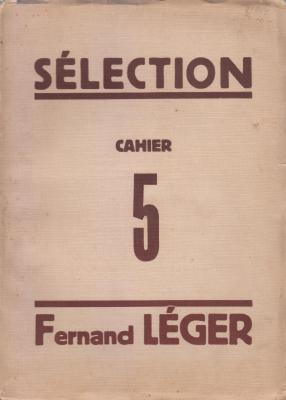 SÉLECTION
CAHIER
5
Fernand LÉGER